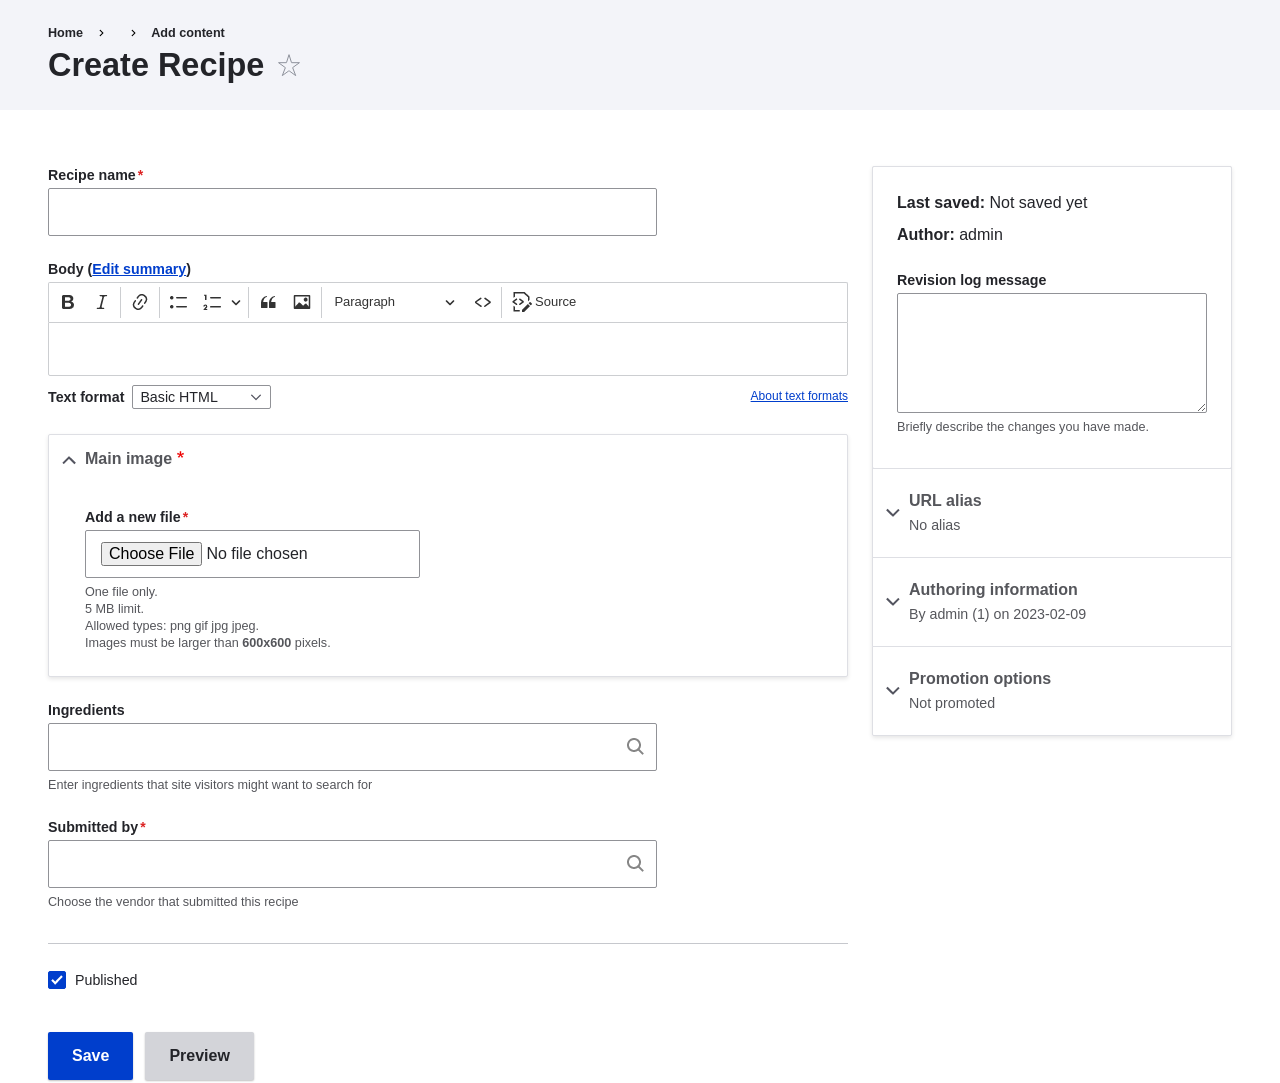 Home > > Add content
Create Recipe ☆
Recipe name*
Body (Edit summary)
Paragraph
Source
Text format Basic HTML
About text formats
Main image *
Add a new file*
Choose File No file chosen
One file only.
5 MB limit.
Allowed types: png gif jpg jpeg.
Images must be larger than 600x600 pixels.
Ingredients
Enter ingredients that site visitors might want to search for
Submitted by*
Choose the vendor that submitted this recipe
Published
Save
Preview
Last saved: Not saved yet
Author: admin
Revision log message
Briefly describe the changes you have made.
URL alias
No alias
Authoring information
By admin (1) on 2023-02-09
Promotion options
Not promoted